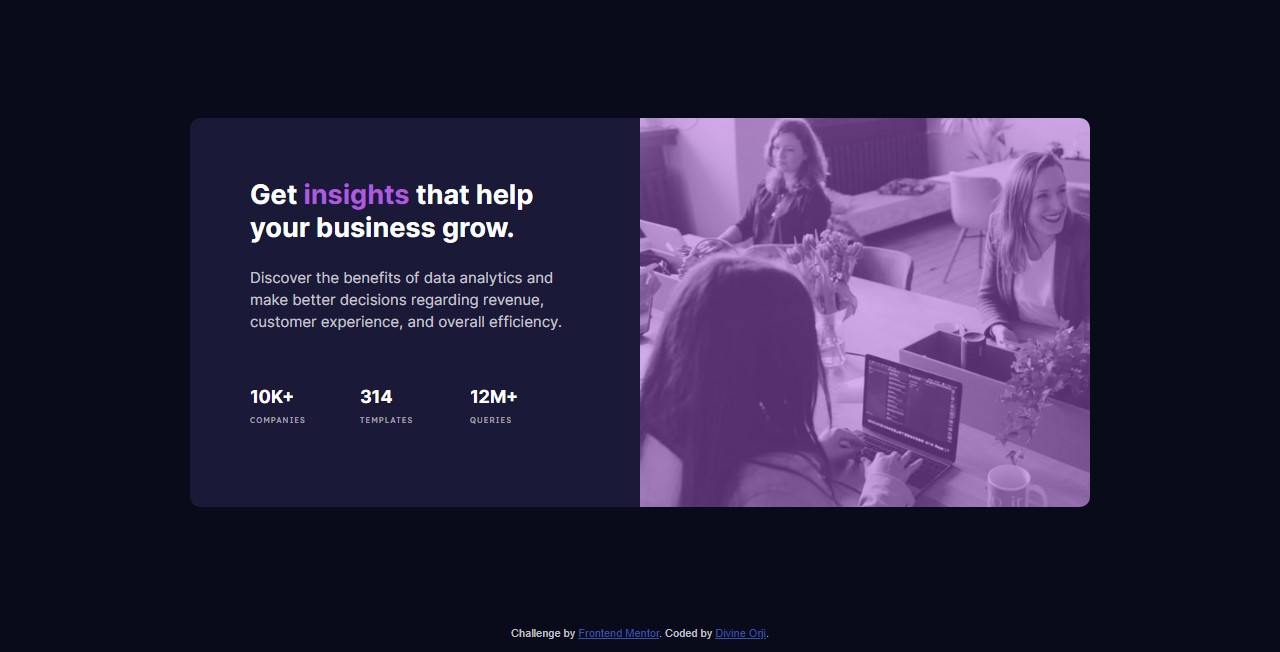 Get insights that help
your business grow.
Discover the benefits of data analytics and
make better decisions regarding revenue,
customer experience, and overall efficiency.
10K+ 314 12M+
COMPANIES TEMPLATES QUERIES
Challenge by Frontend Mentor. Coded by Divine Orji.